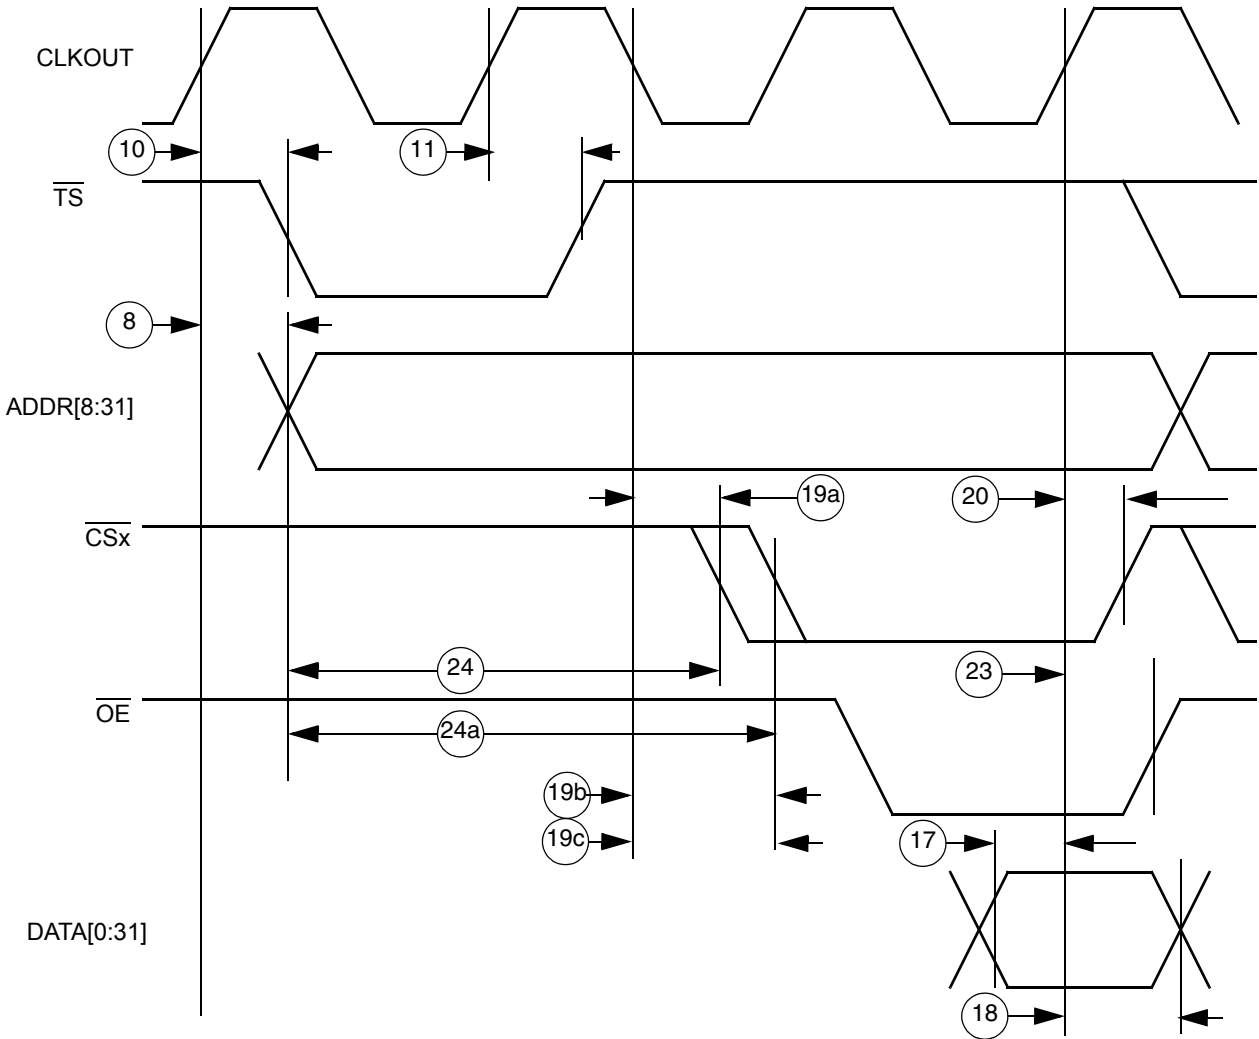 CLKOUT
10
11
TS
8
ADDR[8:31]
19a
20
CSx
24
23
OE
24a
19b
19c
17
DATA[0:31]
18